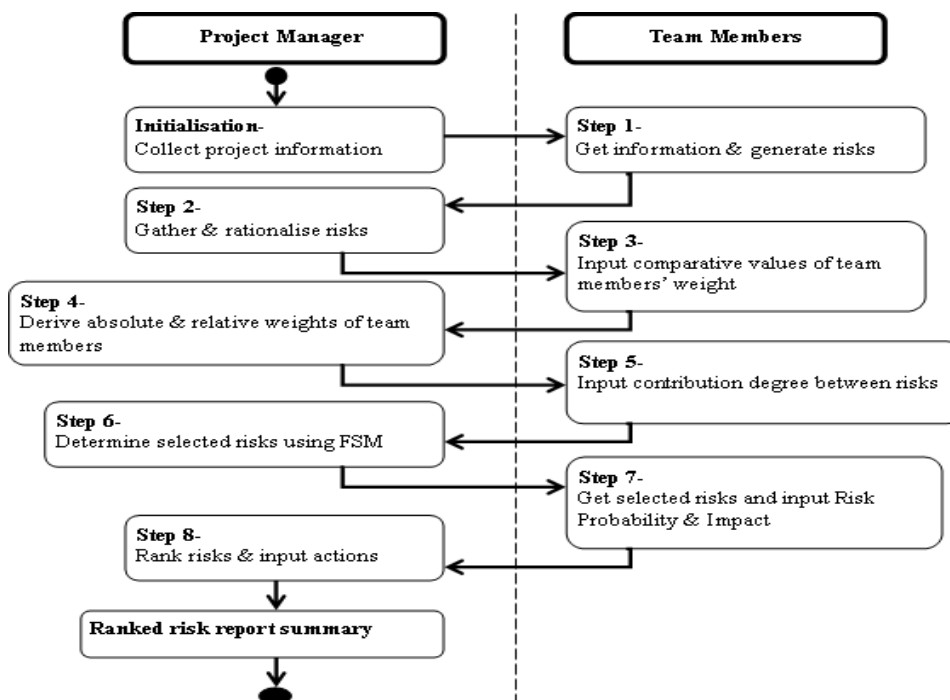 Project Manager
Team Members
Initialisation-
Collect project information
Step 1-
Get information & generate risks
Step 2-
Gather & rationalise risks
Step 3-
Input comparative values of team
members' weight
Step 4-
Derive absolute & relative weights of team
members
Step 5-
Input contribution degree between risks
Step 6-
Determine selected risks using FSM
Step 7-
Get selected risks and input Risk
Probability & Impact
Step 8-
Rank risks & input actions
Ranked risk report summary